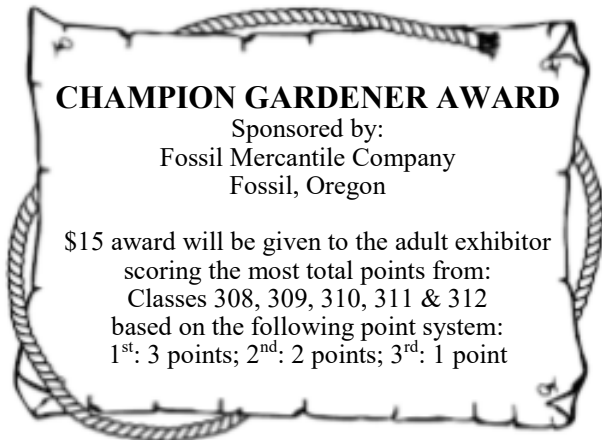 CHAMPION GARDENER AWARD
Sponsored by:
Fossil Mercantile Company
Fossil, Oregon
$15 award will be given to the adult exhibitor
scoring the most total points from:
Classes 308, 309, 310, 311 & 312
based on the following point system:
1st: 3 points; 2nd: 2 points; 3rd: 1 point